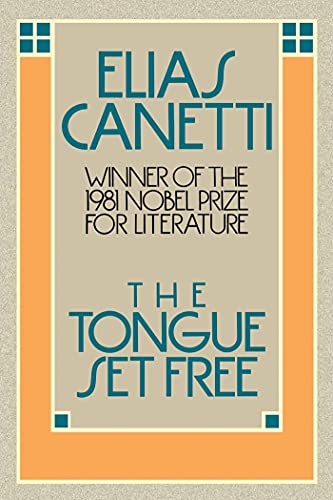 ELIAS
CANETTI
WINNER OF THE
1981 NOBEL PRIZE
FOR LITERATURE
THE
TONGUE
SET FREE